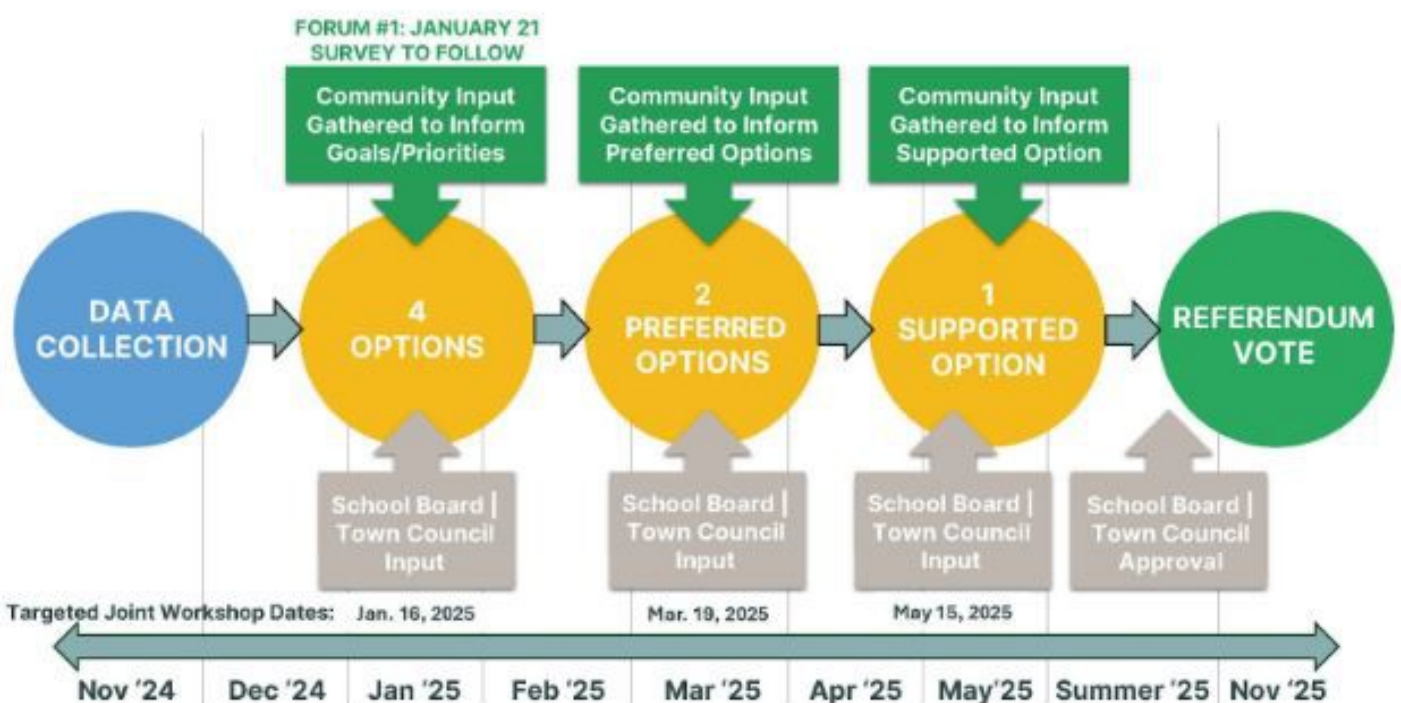 FORUM #1: JANUARY 21
SURVEY TO FOLLOW
Community Input
Gathered to Inform
Goals/Priorities
Community Input
Gathered to Inform
Preferred Options
Community Input
Gathered to Inform
Supported Option
DATA
COLLECTION
4
OPTIONS
2
PREFERRED
OPTIONS
1
SUPPORTED
OPTION
REFERENDUM
VOTE
School Board |
Town Council
Input
School Board |
Town Council
Input
School Board |
Town Council
Input
School Board |
Town Council
Approval
Targeted Joint Workshop Dates: Jan. 16, 2025 Mar. 19, 2025 May 15, 2025
Nov '24 Dec '24 Jan '25 Feb '25 Mar '25 Apr '25 May'25 Summer '25 Nov '25